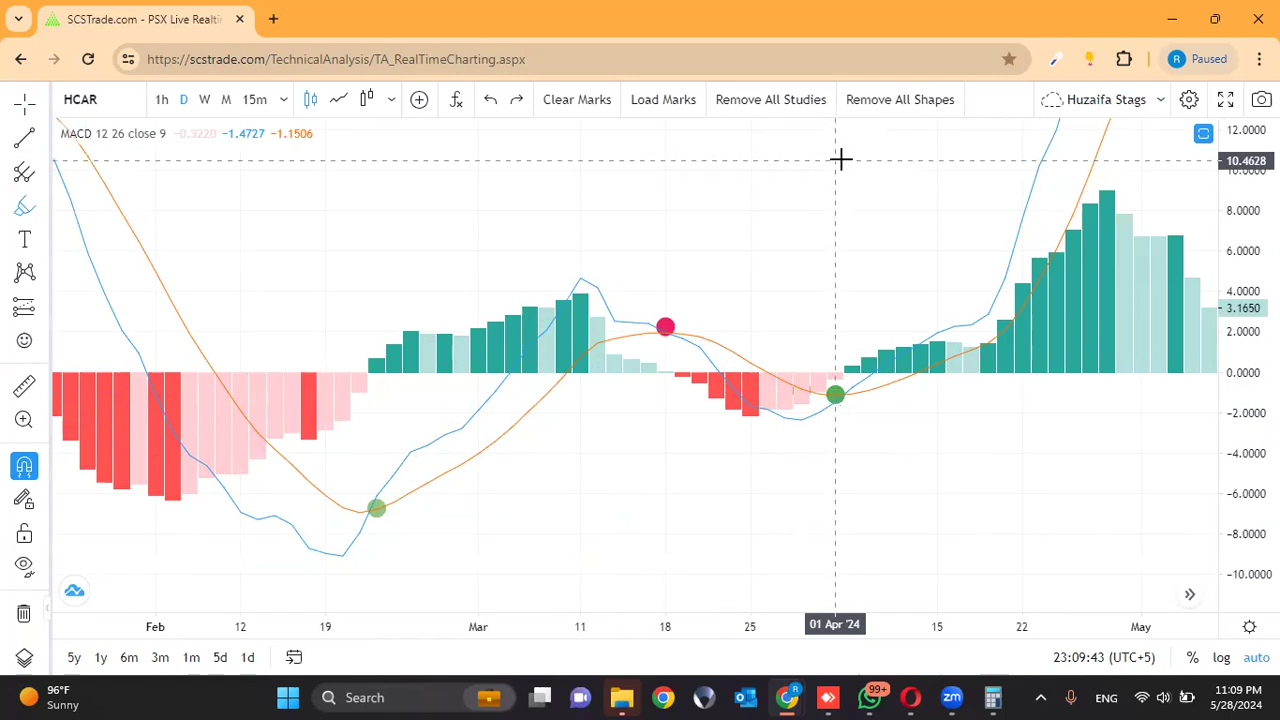 SCSTrade.com - PSX Live Realtin
https://scstrade.com/TechnicalAnalysis/TA_RealTimeCharting.aspx
R Paused
HCAR 1h D W M 15m Clear Marks Load Marks Remove All Studies Remove All Shapes Huzaifa Stags
MACD 12 26 close 9 -0.3220 -1.4727 -1.1506
12.0000
10.4628
10.0000
8.0000
6.0000
4.0000
3.1650
2.0000
0.0000
-2.0000
-4.0000
-6.0000
-8.0000
-10.0000
Feb 12 19 Mar 11 18 25 01 Apr '24 15 22 May
5y 1y 6m 3m 1m 5d 1d 23:09:43 (UTC+5) % log auto
96°F
Sunny
Search
R
99+
zm
ENG
11:09 PM
5/28/2024